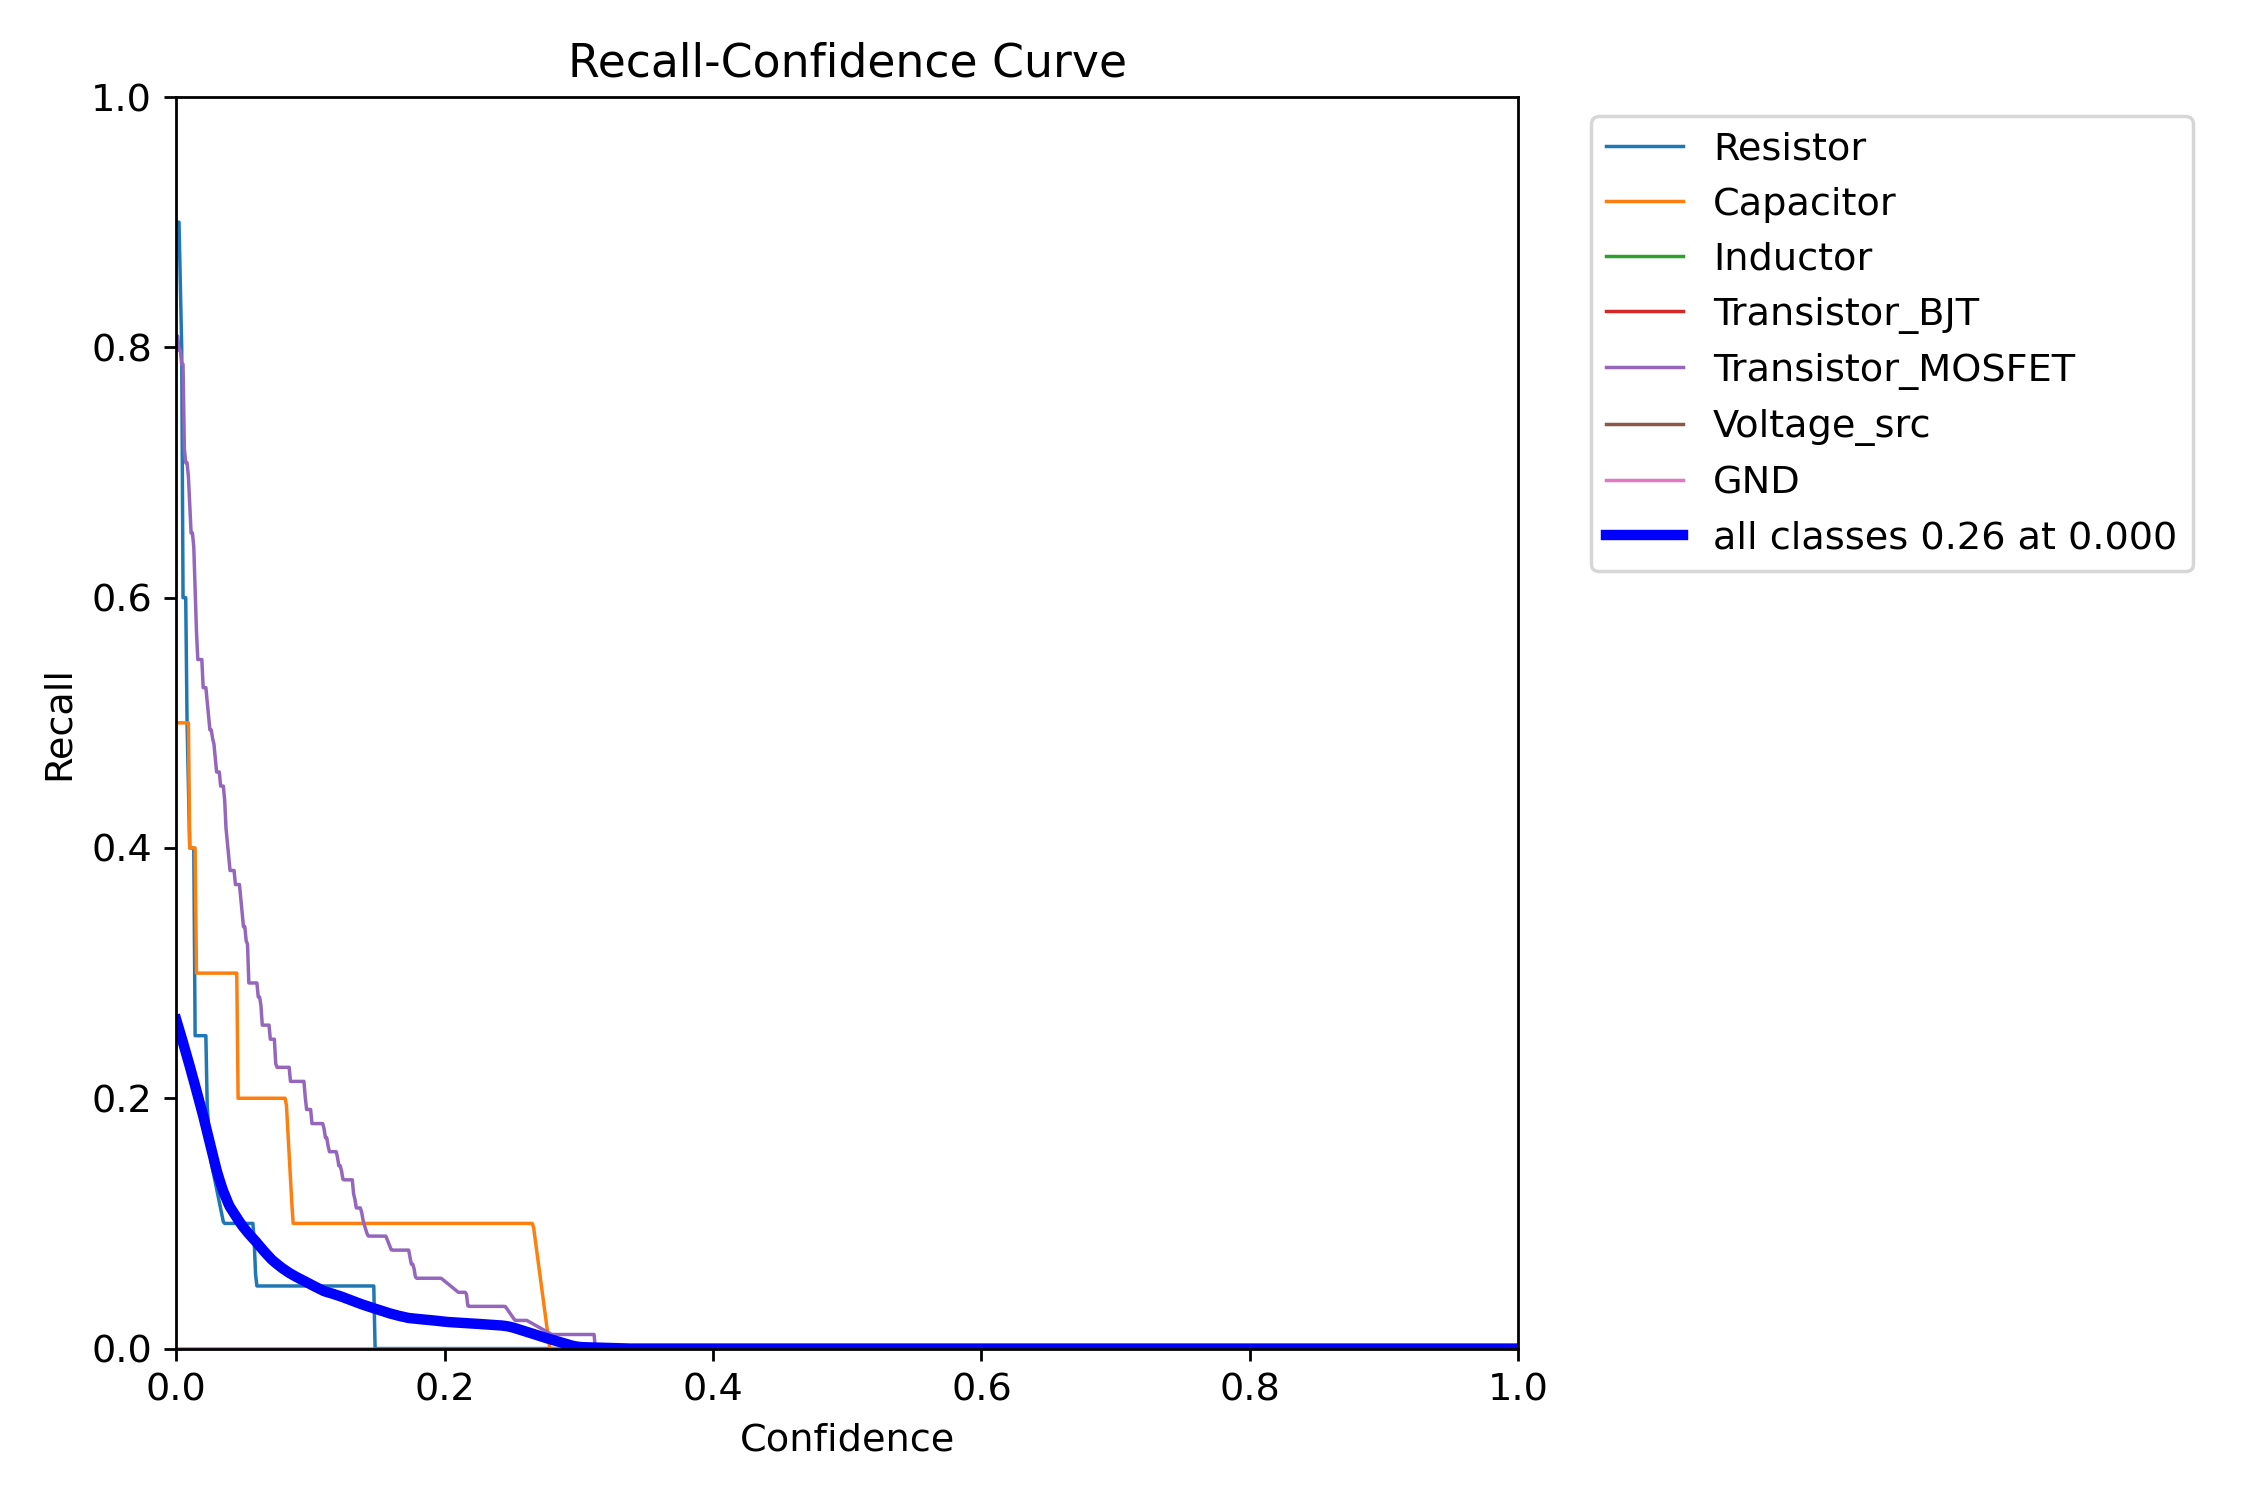 Recall-Confidence Curve
1.0
0.8
0.6
0.4
0.2
0.0
Recall
0.0 0.2 0.4 0.6 0.8 1.0
Confidence
Resistor
Capacitor
Inductor
Transistor_BJT
Transistor_MOSFET
Voltage_src
GND
all classes 0.26 at 0.000